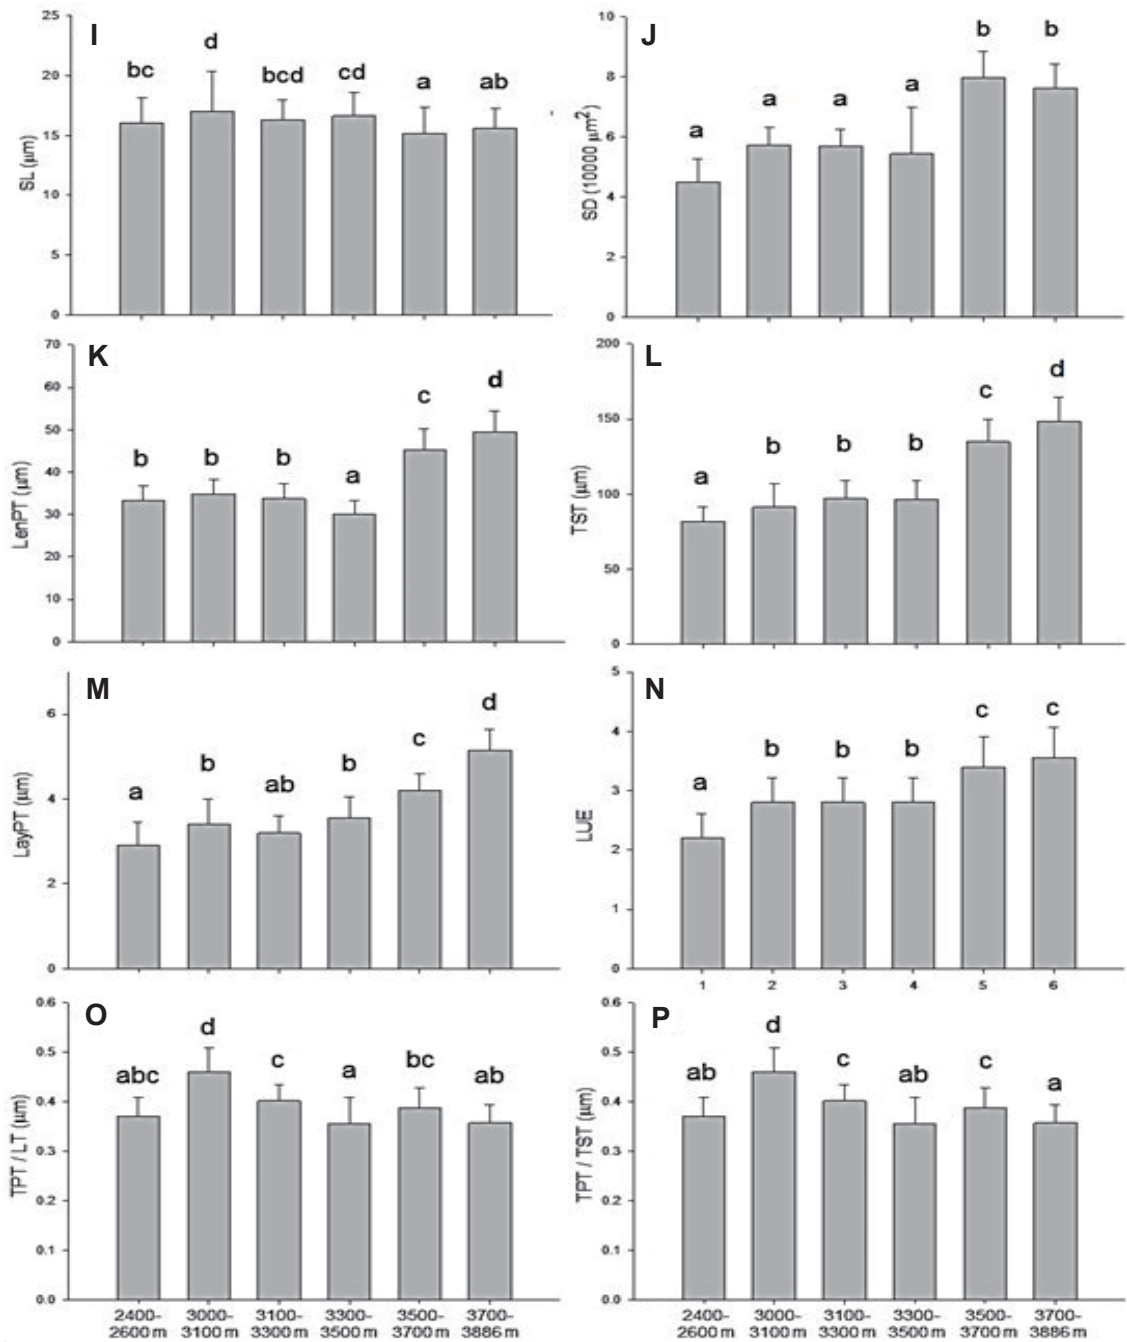 I
SL (μm)
25
20
15
10
5
0
bc
d
bcd
cd
a
ab
J
SD (10000 μm²)
10
8
6
4
2
0
a
a
a
a
b
b
K
LenPT (μm)
70
60
50
40
30
20
10
0
b
b
b
a
c
d
L
TST (μm)
200
150
100
50
0
a
b
b
b
c
d
M
LayPT (μm)
6
4
2
0
a
b
ab
b
c
d
N
LUE
5
4
3
2
1
0
a
b
b
b
c
c
1 2 3 4 5 6
O
TPT / LT (μm)
0.6
0.5
0.4
0.3
0.2
0.1
0.0
abc
d
c
a
bc
ab
2400– 3000– 3100– 3300– 3500– 3700–
2600 m 3100 m 3300 m 3500 m 3700 m 3886 m
P
TPT / TST (μm)
0.6
0.5
0.4
0.3
0.2
0.1
0.0
ab
d
c
ab
c
a
2400– 3000– 3100– 3300– 3500– 3700–
2600 m 3100 m 3300 m 3500 m 3700 m 3886 m